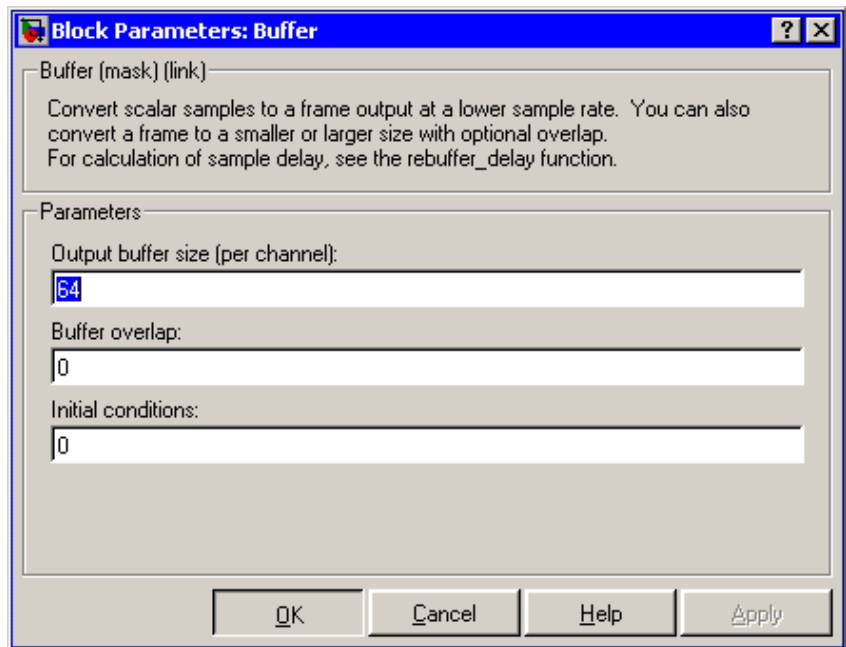 Block Parameters: Buffer
?
Buffer (mask) (link)
Convert scalar samples to a frame output at a lower sample rate.  You can also
convert a frame to a smaller or larger size with optional overlap.
For calculation of sample delay, see the rebuffer_delay function.
Parameters
Output buffer size (per channel):
64
Buffer overlap:
0
Initial conditions:
0
OK
Cancel
Help
Apply